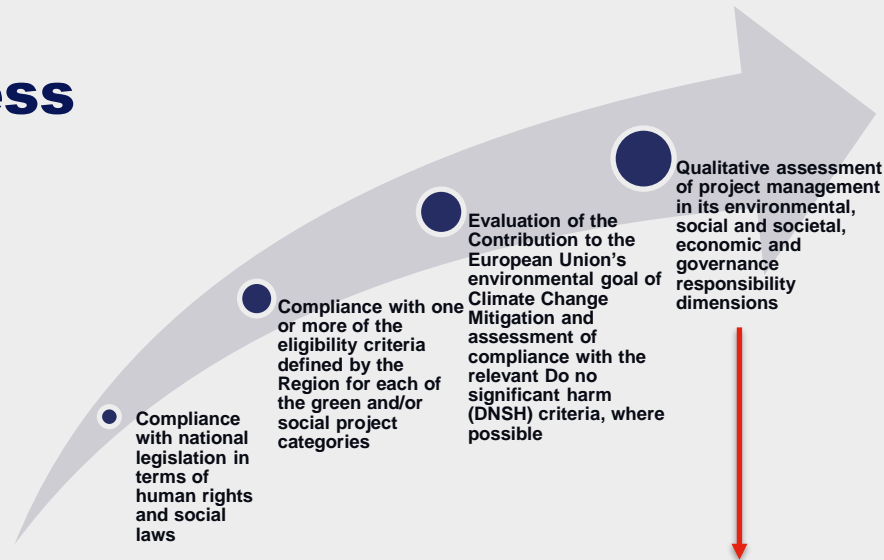 ess
Compliance
with national
legislation in
terms of
human rights
and social
laws
Compliance with one
or more of the
eligibility criteria
defined by the
Region for each of
the green and/or
social project
categories
Evaluation of the
Contribution to the
European Union's
environmental goal of
Climate Change
Mitigation and
assessment of
compliance with the
relevant Do no
significant harm
(DNSH) criteria, where
possible
Qualitative assessment
of project management
in its environmental,
social and societal,
economic and
governance
responsibility
dimensions